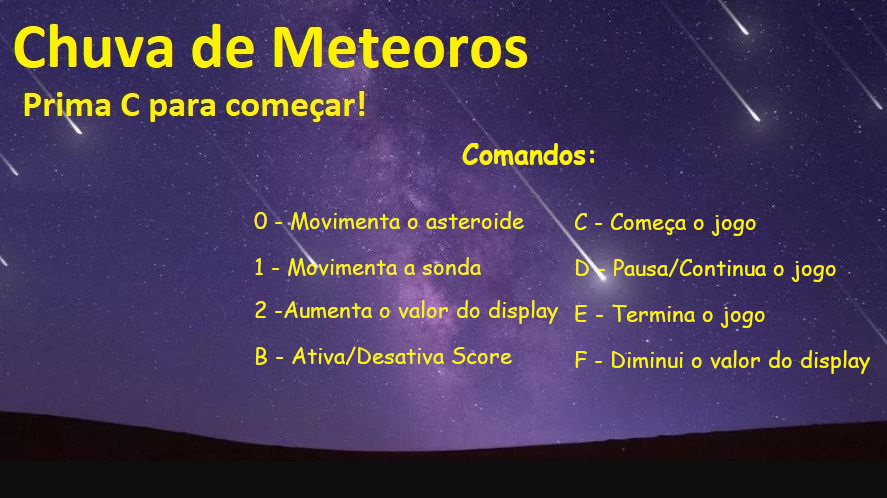 Chuva de Meteoros
Prima C para começar!
Comandos:
0 - Movimenta o asteroide
1 - Movimenta a sonda
2 -Aumenta o valor do display
B - Ativa/Desativa Score
C - Começa o jogo
D - Pausa/Continua o jogo
E - Termina o jogo
F - Diminui o valor do display